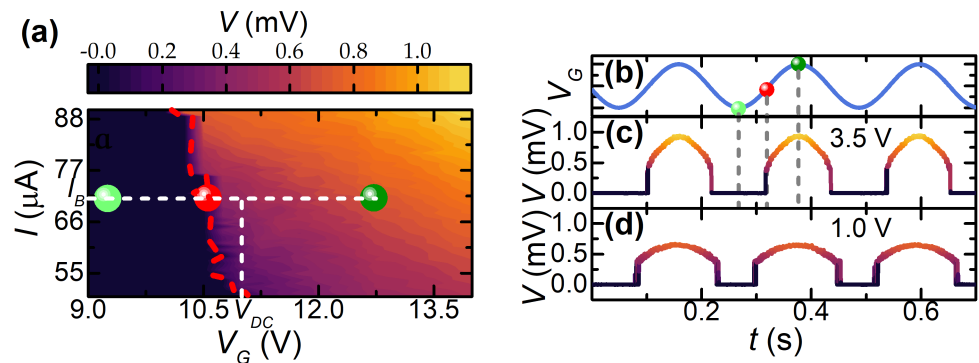 (a)
V (mV)
-0.0 0.2 0.4 0.6 0.8 1.0
α
I (μA)
88
77
I_B
66
55
9.0 10.5 12.0 13.5
V_DC
V_G (V)
(b)
V_G
(c)
3.5 V
V (mV)
1.0
0.5
0.0
(d)
1.0 V
V (mV)
1.0
0.5
0.0
0.2 0.4 0.6
t (s)